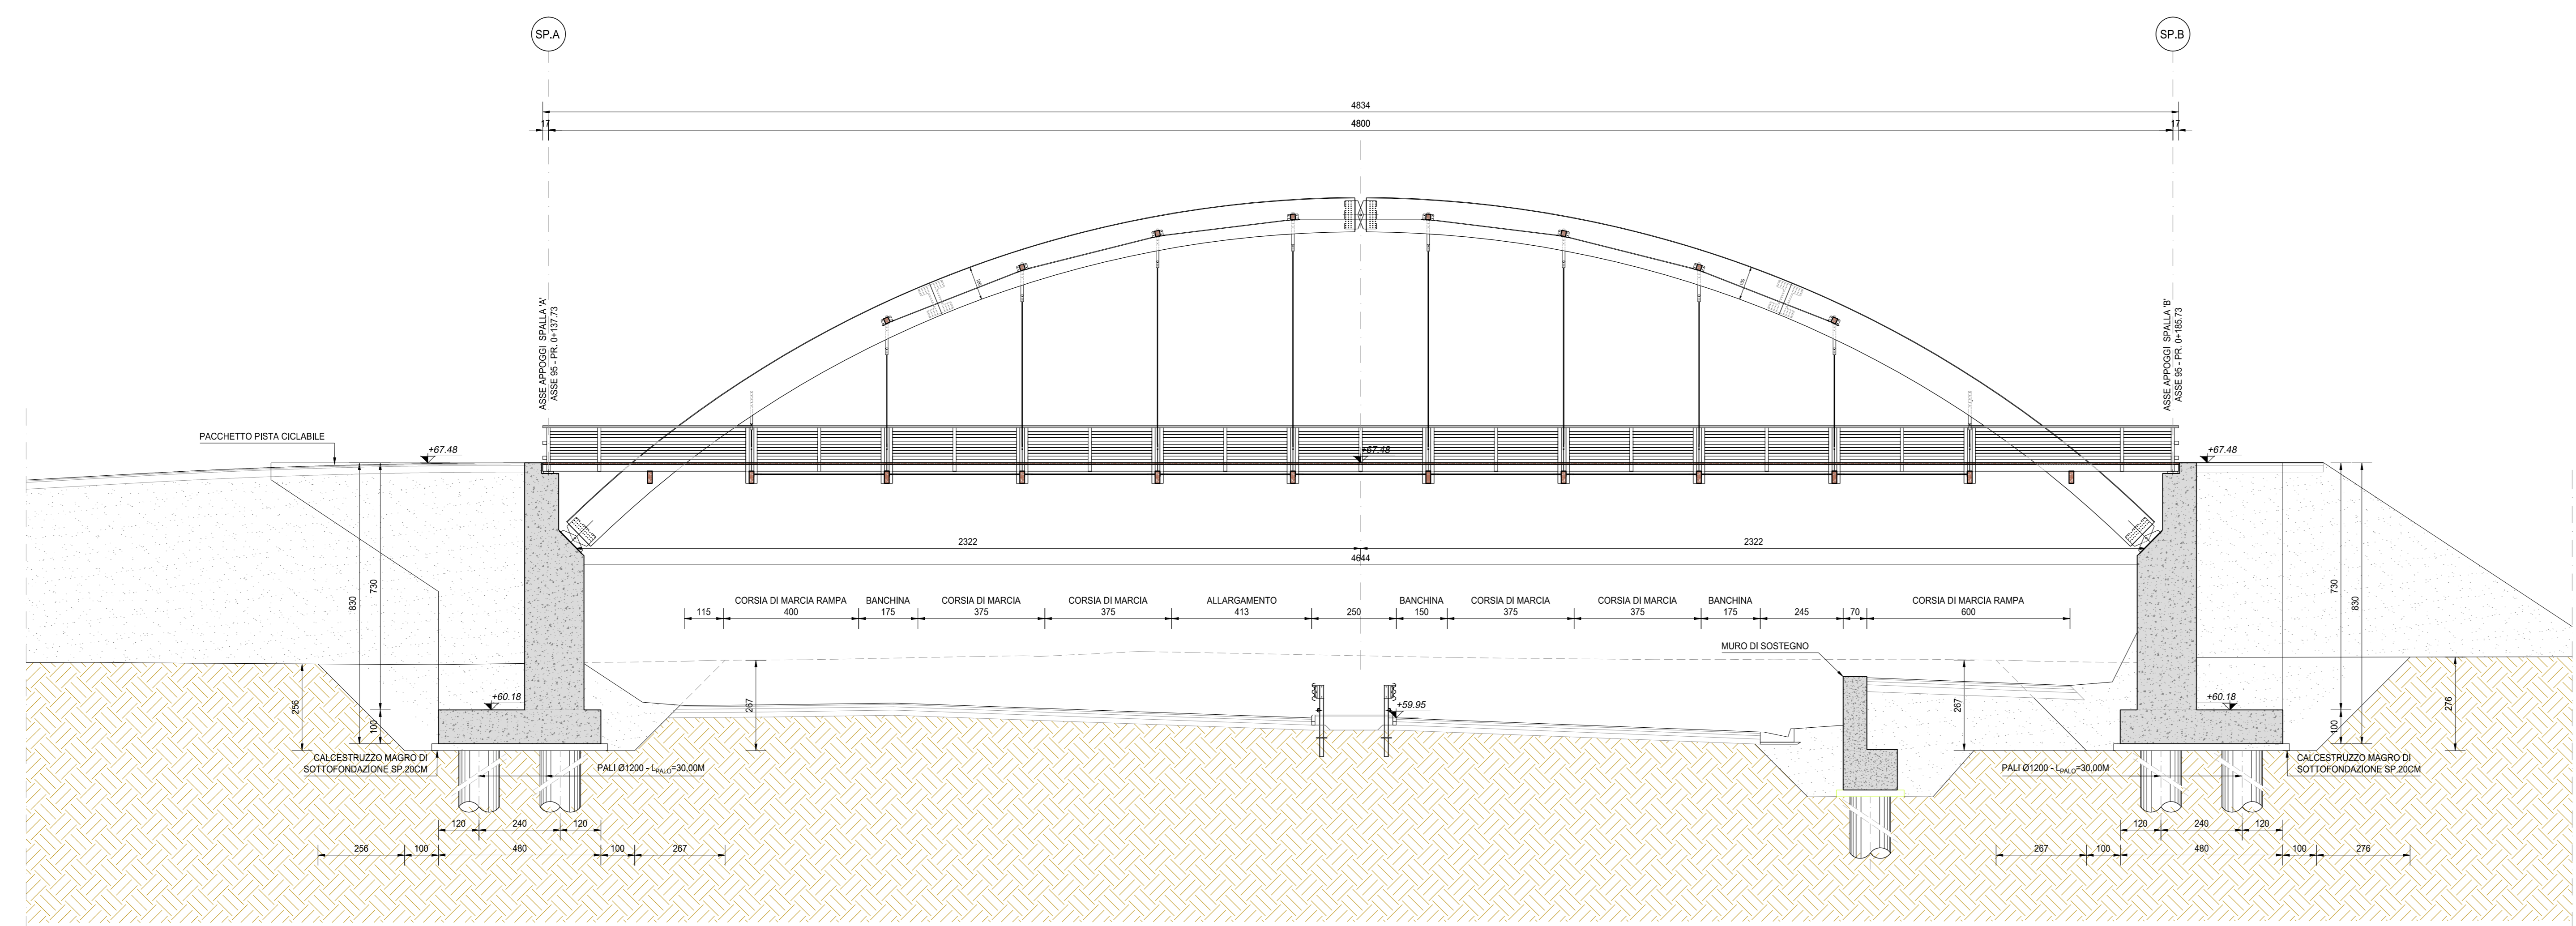 SP.A
SP.B
4834
17
4800
17
ASSE APPOGGI SPALLA 'A'
ASSE 95 - PR. 0+137.73
ASSE APPOGGI SPALLA 'B'
ASSE 95 - PR. 0+185.73
PACCHETTO PISTA CICLABILE
+67.48
+67.48
+67.48
2322
2322
4644
830
730
730
830
CORSIA DI MARCIA RAMPA
BANCHINA
CORSIA DI MARCIA
CORSIA DI MARCIA
ALLARGAMENTO
BANCHINA
CORSIA DI MARCIA
CORSIA DI MARCIA
BANCHINA
CORSIA DI MARCIA RAMPA
115
400
175
375
375
413
250
150
375
375
175
245
70
600
MURO DI SOSTEGNO
256
100
+60.18
267
+59.95
267
+60.18
100
276
CALCESTRUZZO MAGRO DI
SOTTOFONDAZIONE SP.20CM
PALI Ø1200 - LPALO=30,00M
PALI Ø1200 - LPALO=30,00M
CALCESTRUZZO MAGRO DI
SOTTOFONDAZIONE SP.20CM
120
240
120
120
240
120
256
100
480
100
267
267
100
480
100
276